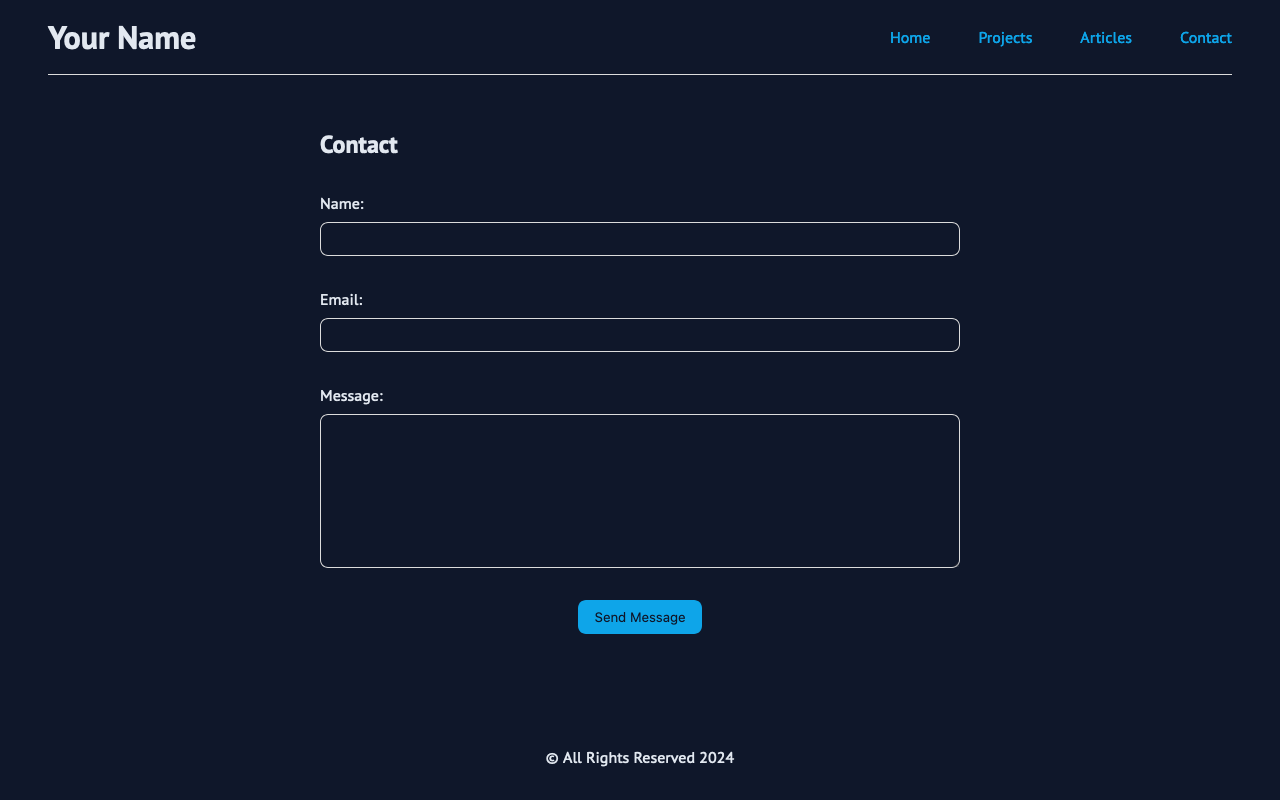 Your Name
Home Projects Articles Contact
Contact
Name:
Email:
Message:
Send Message
© All Rights Reserved 2024